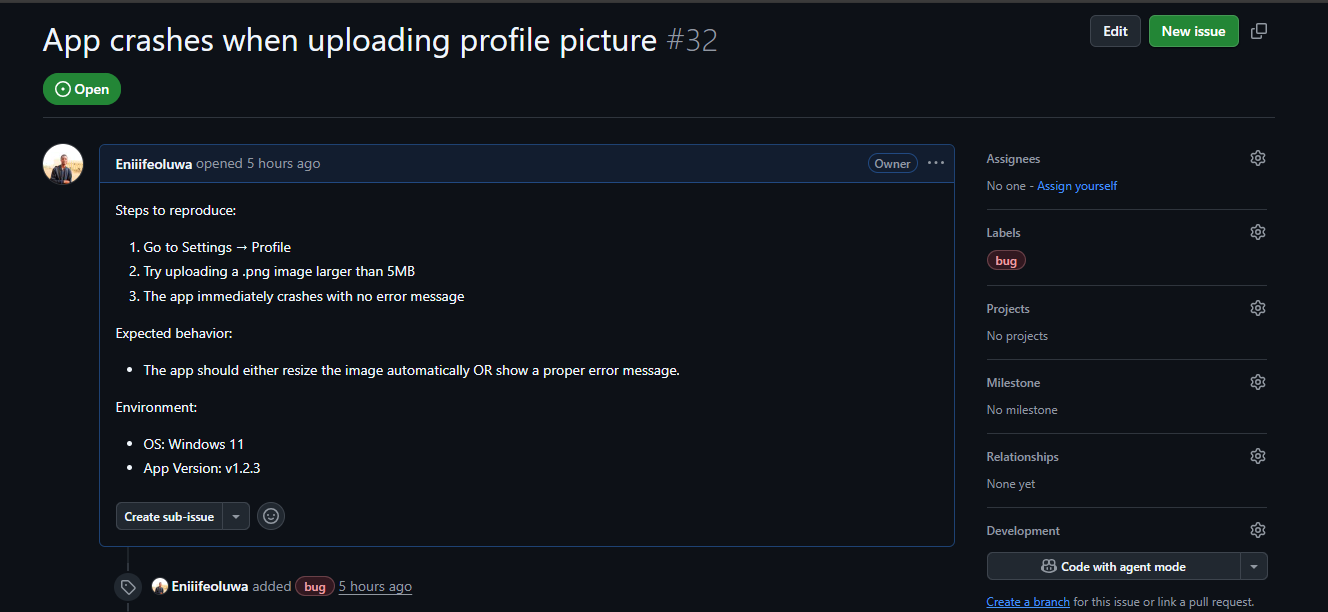 App crashes when uploading profile picture #32
Edit
New issue
Open
Eniiifeoluwa opened 5 hours ago
Owner
Steps to reproduce:
1. Go to Settings → Profile
2. Try uploading a .png image larger than 5MB
3. The app immediately crashes with no error message
Expected behavior:
• The app should either resize the image automatically OR show a proper error message.
Environment:
• OS: Windows 11
• App Version: v1.2.3
Create sub-issue
Eniiifeoluwa added bug 5 hours ago
Assignees
No one - Assign yourself
Labels
bug
Projects
No projects
Milestone
No milestone
Relationships
None yet
Development
Code with agent mode
Create a branch for this issue or link a pull request.